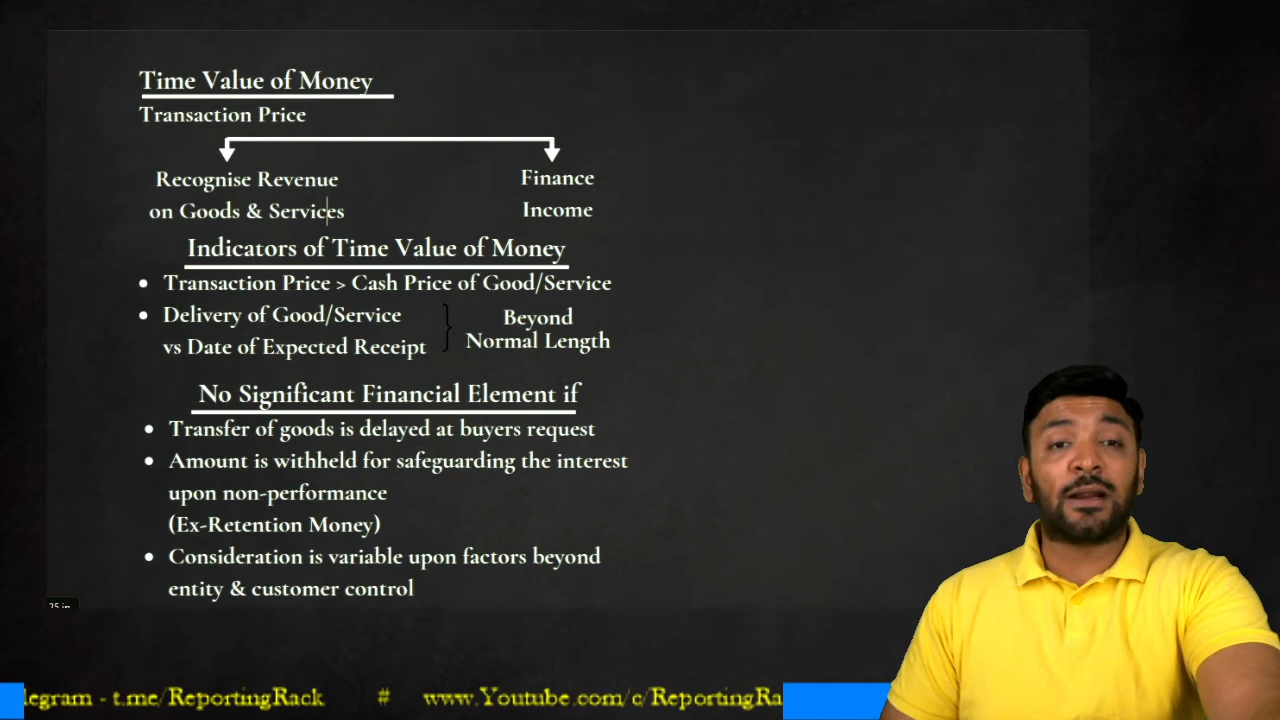 Time Value of Money
Transaction Price
Recognise Revenue
on Goods & Services
Finance
Income
Indicators of Time Value of Money
• Transaction Price > Cash Price of Good/Service
• Delivery of Good/Service
vs Date of Expected Receipt
Beyond
Normal Length
No Significant Financial Element if
• Transfer of goods is delayed at buyers request
• Amount is withheld for safeguarding the interest
upon non-performance
(Ex-Retention Money)
• Consideration is variable upon factors beyond
entity & customer control
25 in
legram - t.me/ReportingRack # www.Youtube.com/c/ReportingRa